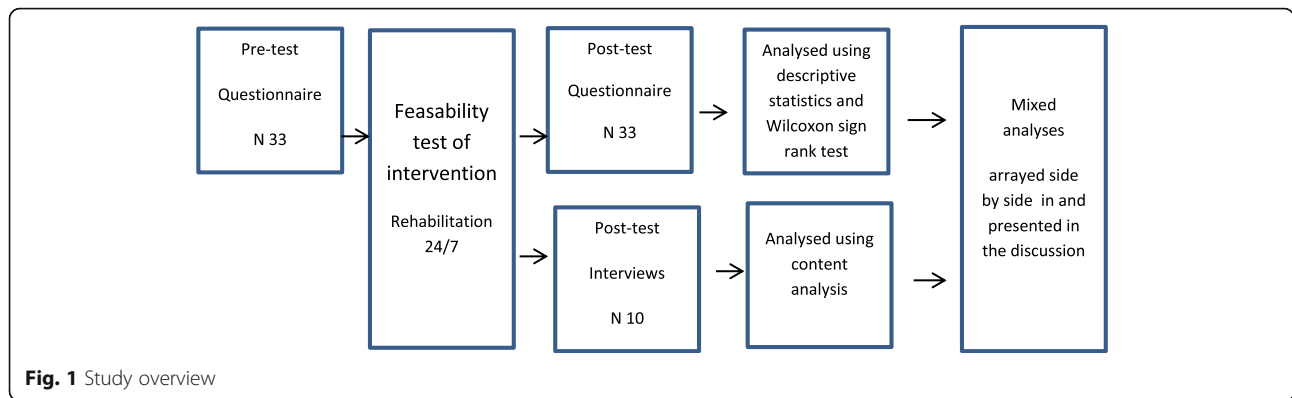 Pre-test
Questionnaire
N 33
Feasability
test of
intervention
Rehabilitation
24/7
Post-test
Questionnaire
N 33
Post-test
Interviews
N 10
Analysed using
descriptive
statistics and
Wilcoxon sign
rank test
Analysed using
content
analysis
Mixed
analyses
arrayed side
by side in and
presented in
the discussion
Fig. 1 Study overview